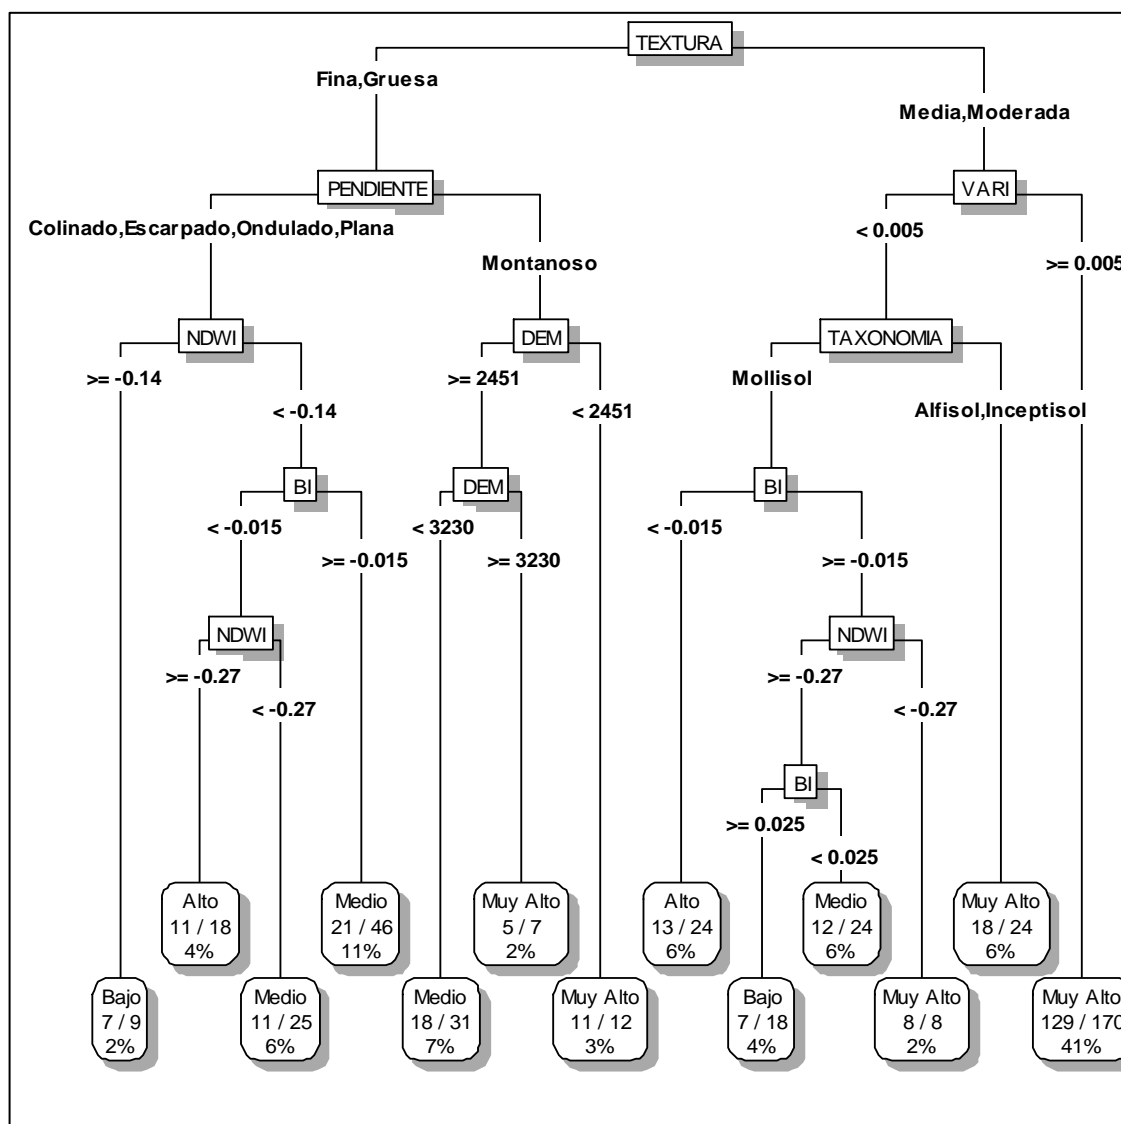 TEXTURA
Fina,Gruesa
Media,Moderada
PENDIENTE
VARI
Colinado,Escarpado,Ondulado,Plana
Montanoso
< 0.005
>= 0.005
NDWI
DEM
TAXONOMIA
>= -0.14
< -0.14
>= 2451
< 2451
Mollisol
Alfisol,Inceptisol
BI
DEM
BI
< -0.015
>= -0.015
< 3230
>= 3230
< -0.015
>= -0.015
NDWI
NDWI
>= -0.27
< -0.27
>= -0.27
< -0.27
BI
>= 0.025
< 0.025
Alto
11 / 18
4%
Medio
21 / 46
11%
Muy Alto
5 / 7
2%
Alto
13 / 24
6%
Medio
12 / 24
6%
Muy Alto
18 / 24
6%
Bajo
7 / 9
2%
Medio
11 / 25
6%
Medio
18 / 31
7%
Muy Alto
11 / 12
3%
Bajo
7 / 18
4%
Muy Alto
8 / 8
2%
Muy Alto
129 / 170
41%